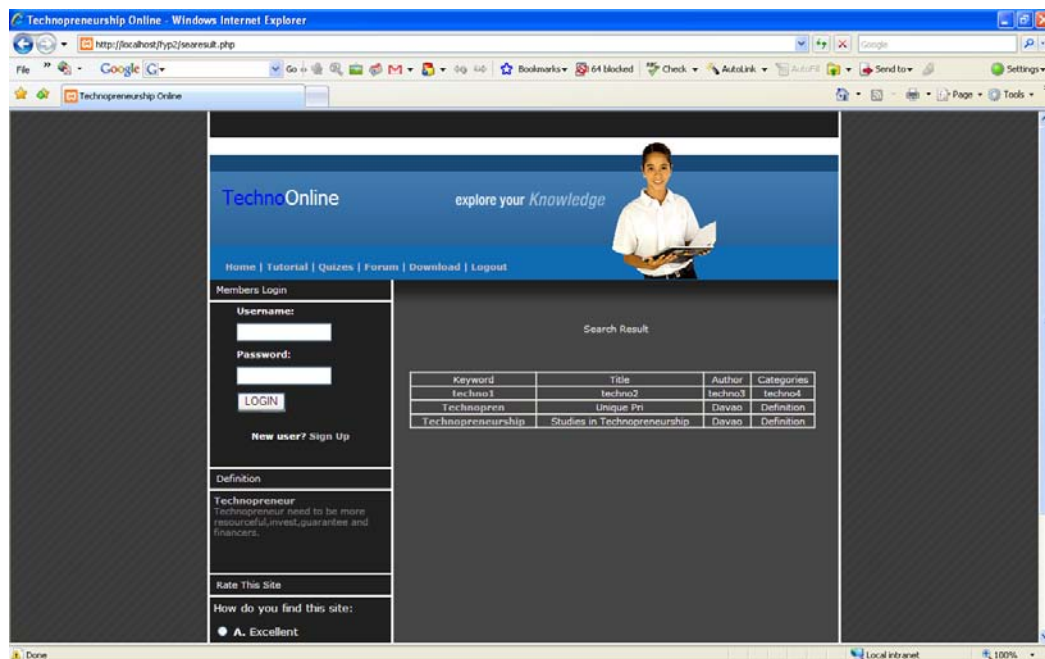 Technopreneurship Online - Windows Internet Explorer
http://localhost/fyp2/searesult.php
Google
File
Google
Go
Bookmarks
64 blocked
Check
AutoLink
AutoFill
Send to
Settings
Technopreneurship Online
Page
Tools
TechnoOnline
explore your Knowledge
Home | Tutorial | Quizes | Forum | Download | Logout
Members Login
Username:
Password:
LOGIN
New user? Sign Up
Definition
Technopreneur
Technopreneur need to be more
resourceful,invest,guarantee and
financers.
Rate This Site
How do you find this site:
A. Excellent
Search Result
Keyword Title Author Categories
techno1 techno2 techno3 techno4
Technopren Unique Pri Davao Definition
Technopreneurship Studies in Technopreneurship Davao Definition
Done
Local intranet
100%